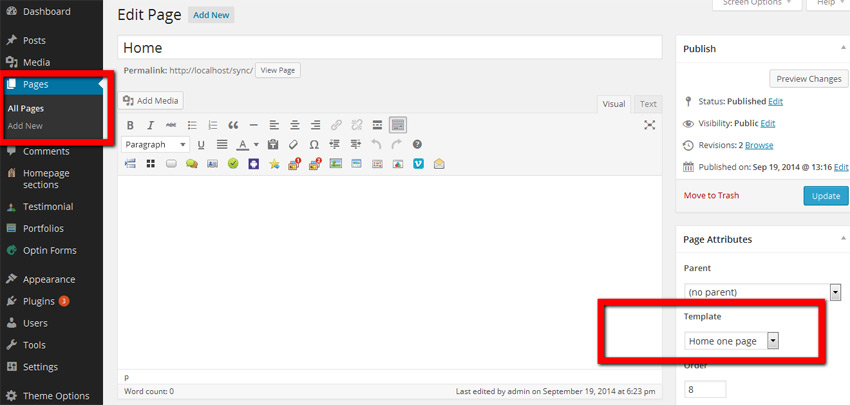 Dashboard
Posts
Media
Pages
All Pages
Add New
Comments
Homepage
sections
Testimonial
Portfolios
Optin Forms
Appearance
Plugins 3
Users
Tools
Settings
Theme Options
Screen Options
Help
Edit Page Add New
Home
Permalink: http://localhost/sync/ View Page
Add Media
Visual Text
B I ABC
Paragraph U A
p
Word count: 0 Last edited by admin on September 19, 2014 at 6:23 pm
Publish
Preview Changes
Status: Published Edit
Visibility: Public Edit
Revisions: 2 Browse
Published on: Sep 19, 2014 @ 13:16 Edit
Move to Trash Update
Page Attributes
Parent
(no parent)
Template
Home one page
Order
8